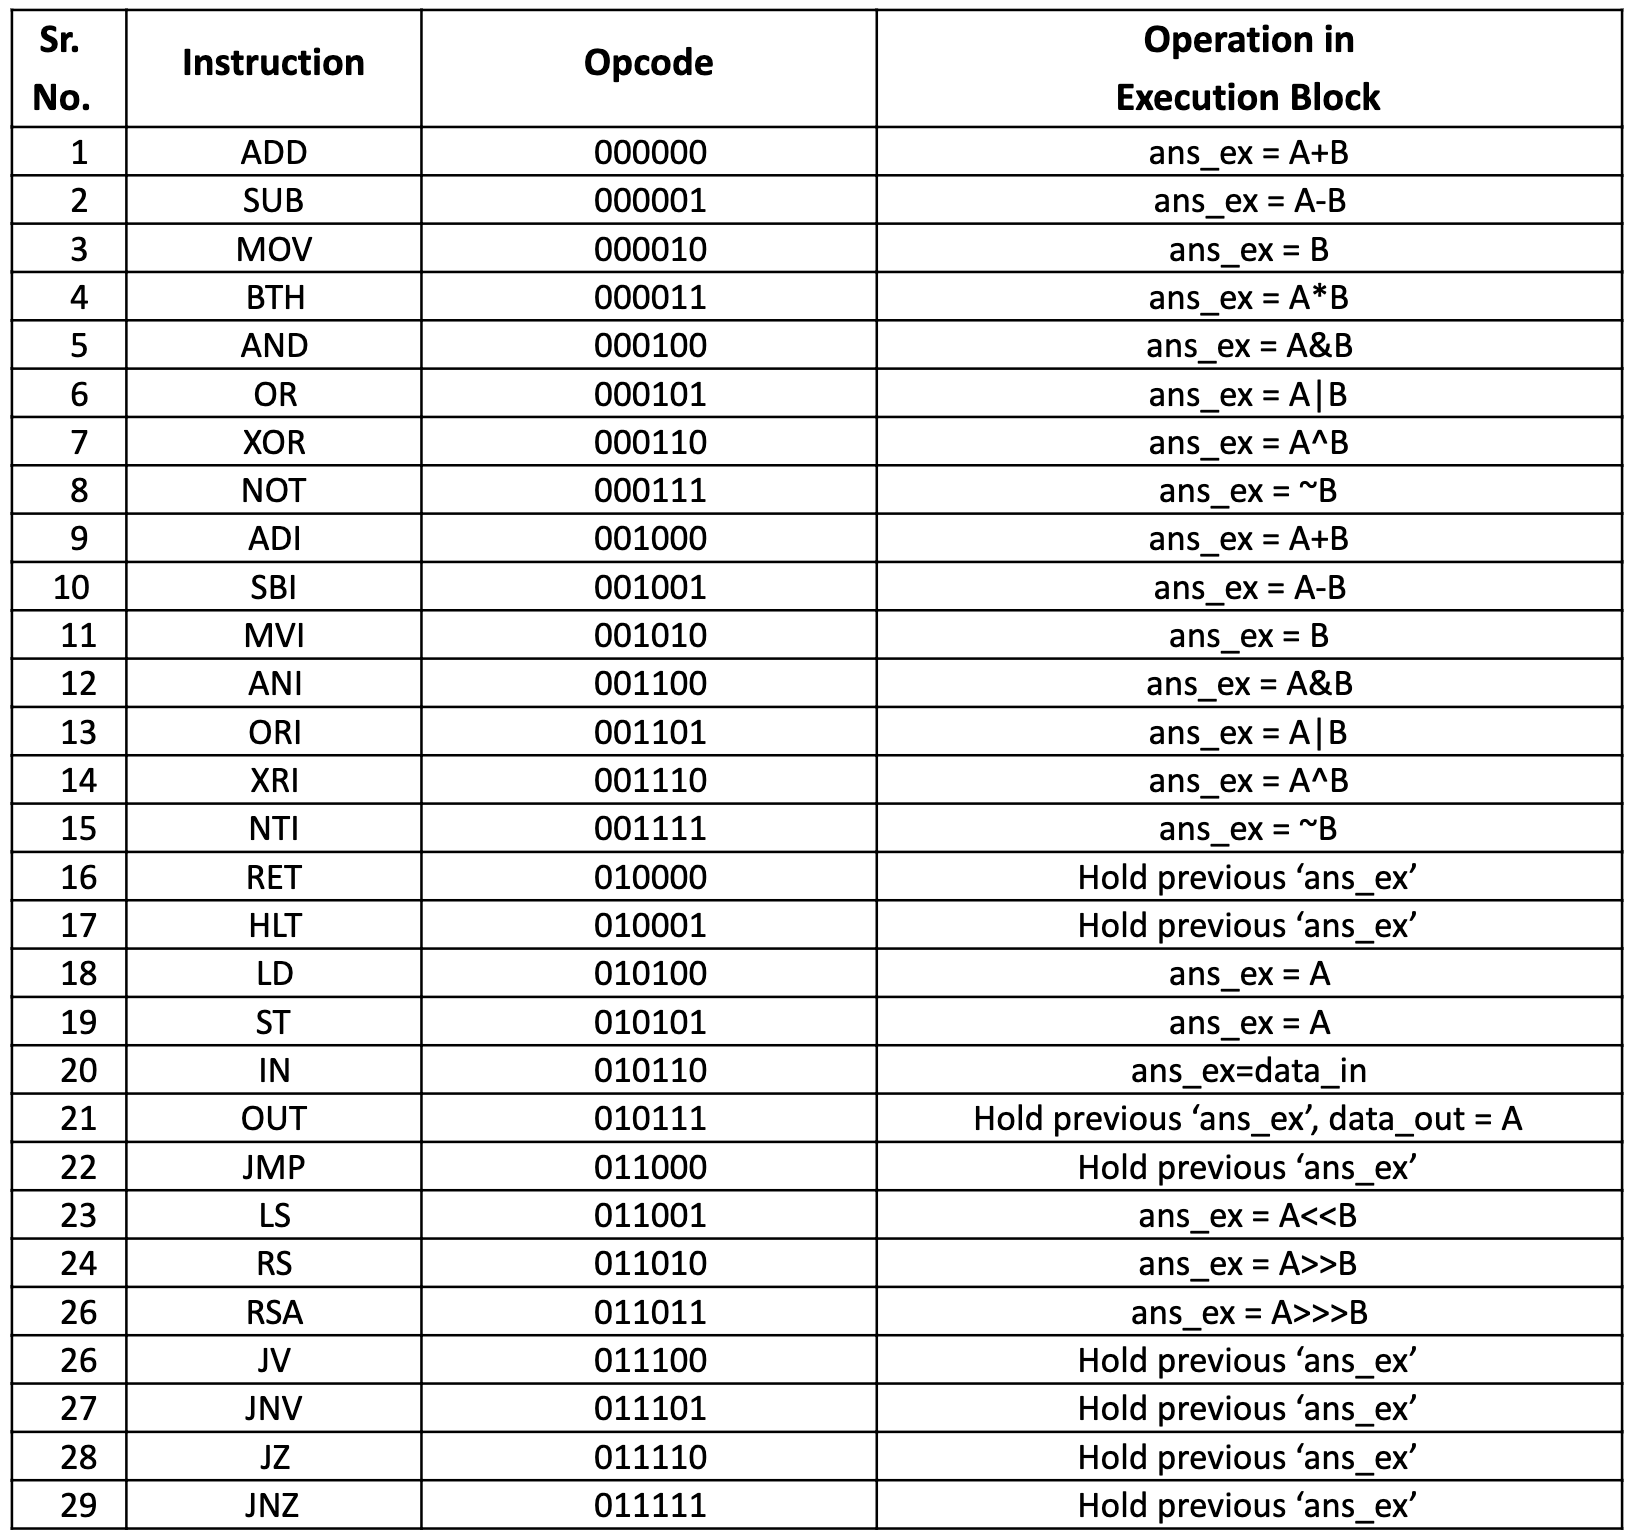 Sr. No. Instruction Opcode Operation in Execution Block
1 ADD 000000 ans_ex = A+B
2 SUB 000001 ans_ex = A-B
3 MOV 000010 ans_ex = B
4 BTH 000011 ans_ex = A*B
5 AND 000100 ans_ex = A&B
6 OR 000101 ans_ex = A|B
7 XOR 000110 ans_ex = A^B
8 NOT 000111 ans_ex = ~B
9 ADI 001000 ans_ex = A+B
10 SBI 001001 ans_ex = A-B
11 MVI 001010 ans_ex = B
12 ANI 001100 ans_ex = A&B
13 ORI 001101 ans_ex = A|B
14 XRI 001110 ans_ex = A^B
15 NTI 001111 ans_ex = ~B
16 RET 010000 Hold previous ‘ans_ex’
17 HLT 010001 Hold previous ‘ans_ex’
18 LD 010100 ans_ex = A
19 ST 010101 ans_ex = A
20 IN 010110 ans_ex=data_in
21 OUT 010111 Hold previous ‘ans_ex’, data_out = A
22 JMP 011000 Hold previous ‘ans_ex’
23 LS 011001 ans_ex = A<<B
24 RS 011010 ans_ex = A>>B
26 RSA 011011 ans_ex = A>>>B
26 JV 011100 Hold previous ‘ans_ex’
27 JNV 011101 Hold previous ‘ans_ex’
28 JZ 011110 Hold previous ‘ans_ex’
29 JNZ 011111 Hold previous ‘ans_ex’